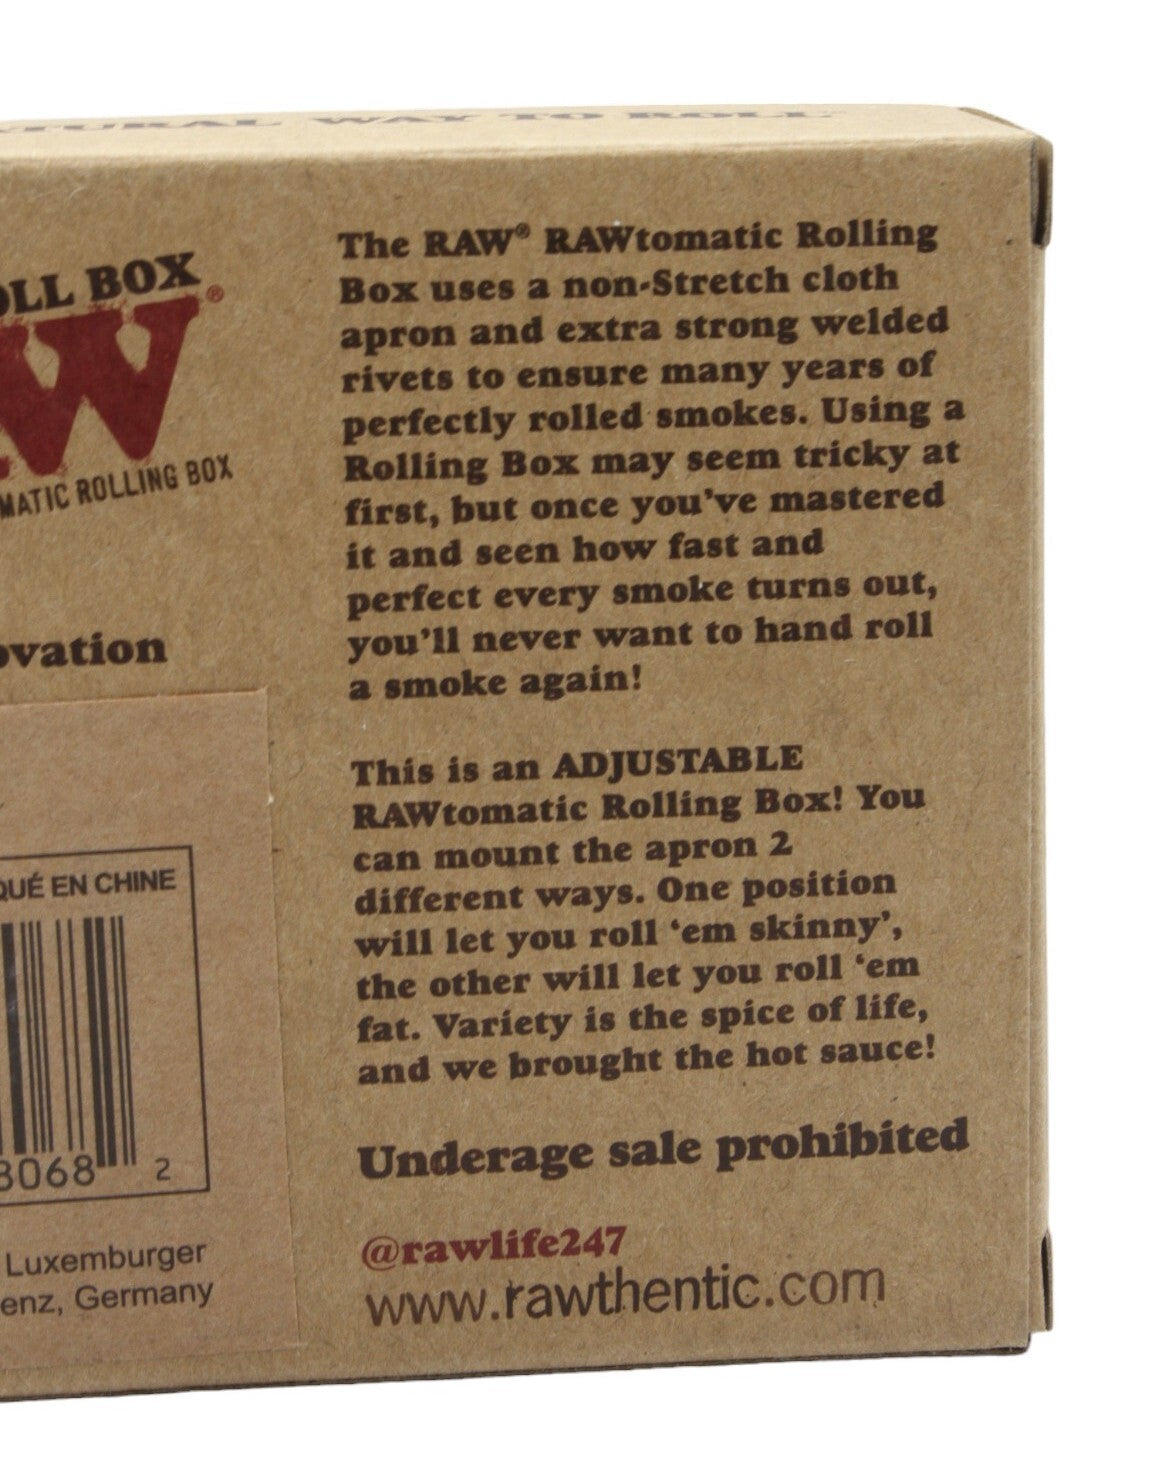 WAY TO ROLL
OLL BOX
AW®
MATIC ROLLING BOX
ovation
QUÉ EN CHINE
8068 2
Luxemburger
enz, Germany
The RAW® RAWtomatic Rolling
Box uses a non-Stretch cloth
apron and extra strong welded
rivets to ensure many years of
perfectly rolled smokes. Using a
Rolling Box may seem tricky at
first, but once you've mastered
it and seen how fast and
perfect every smoke turns out,
you'll never want to hand roll
a smoke again!
This is an ADJUSTABLE
RAWtomatic Rolling Box! You
can mount the apron 2
different ways. One position
will let you roll ‘em skinny’,
the other will let you roll ‘em
fat. Variety is the spice of life,
and we brought the hot sauce!
Underage sale prohibited
@rawlife247
www.rawthentic.com